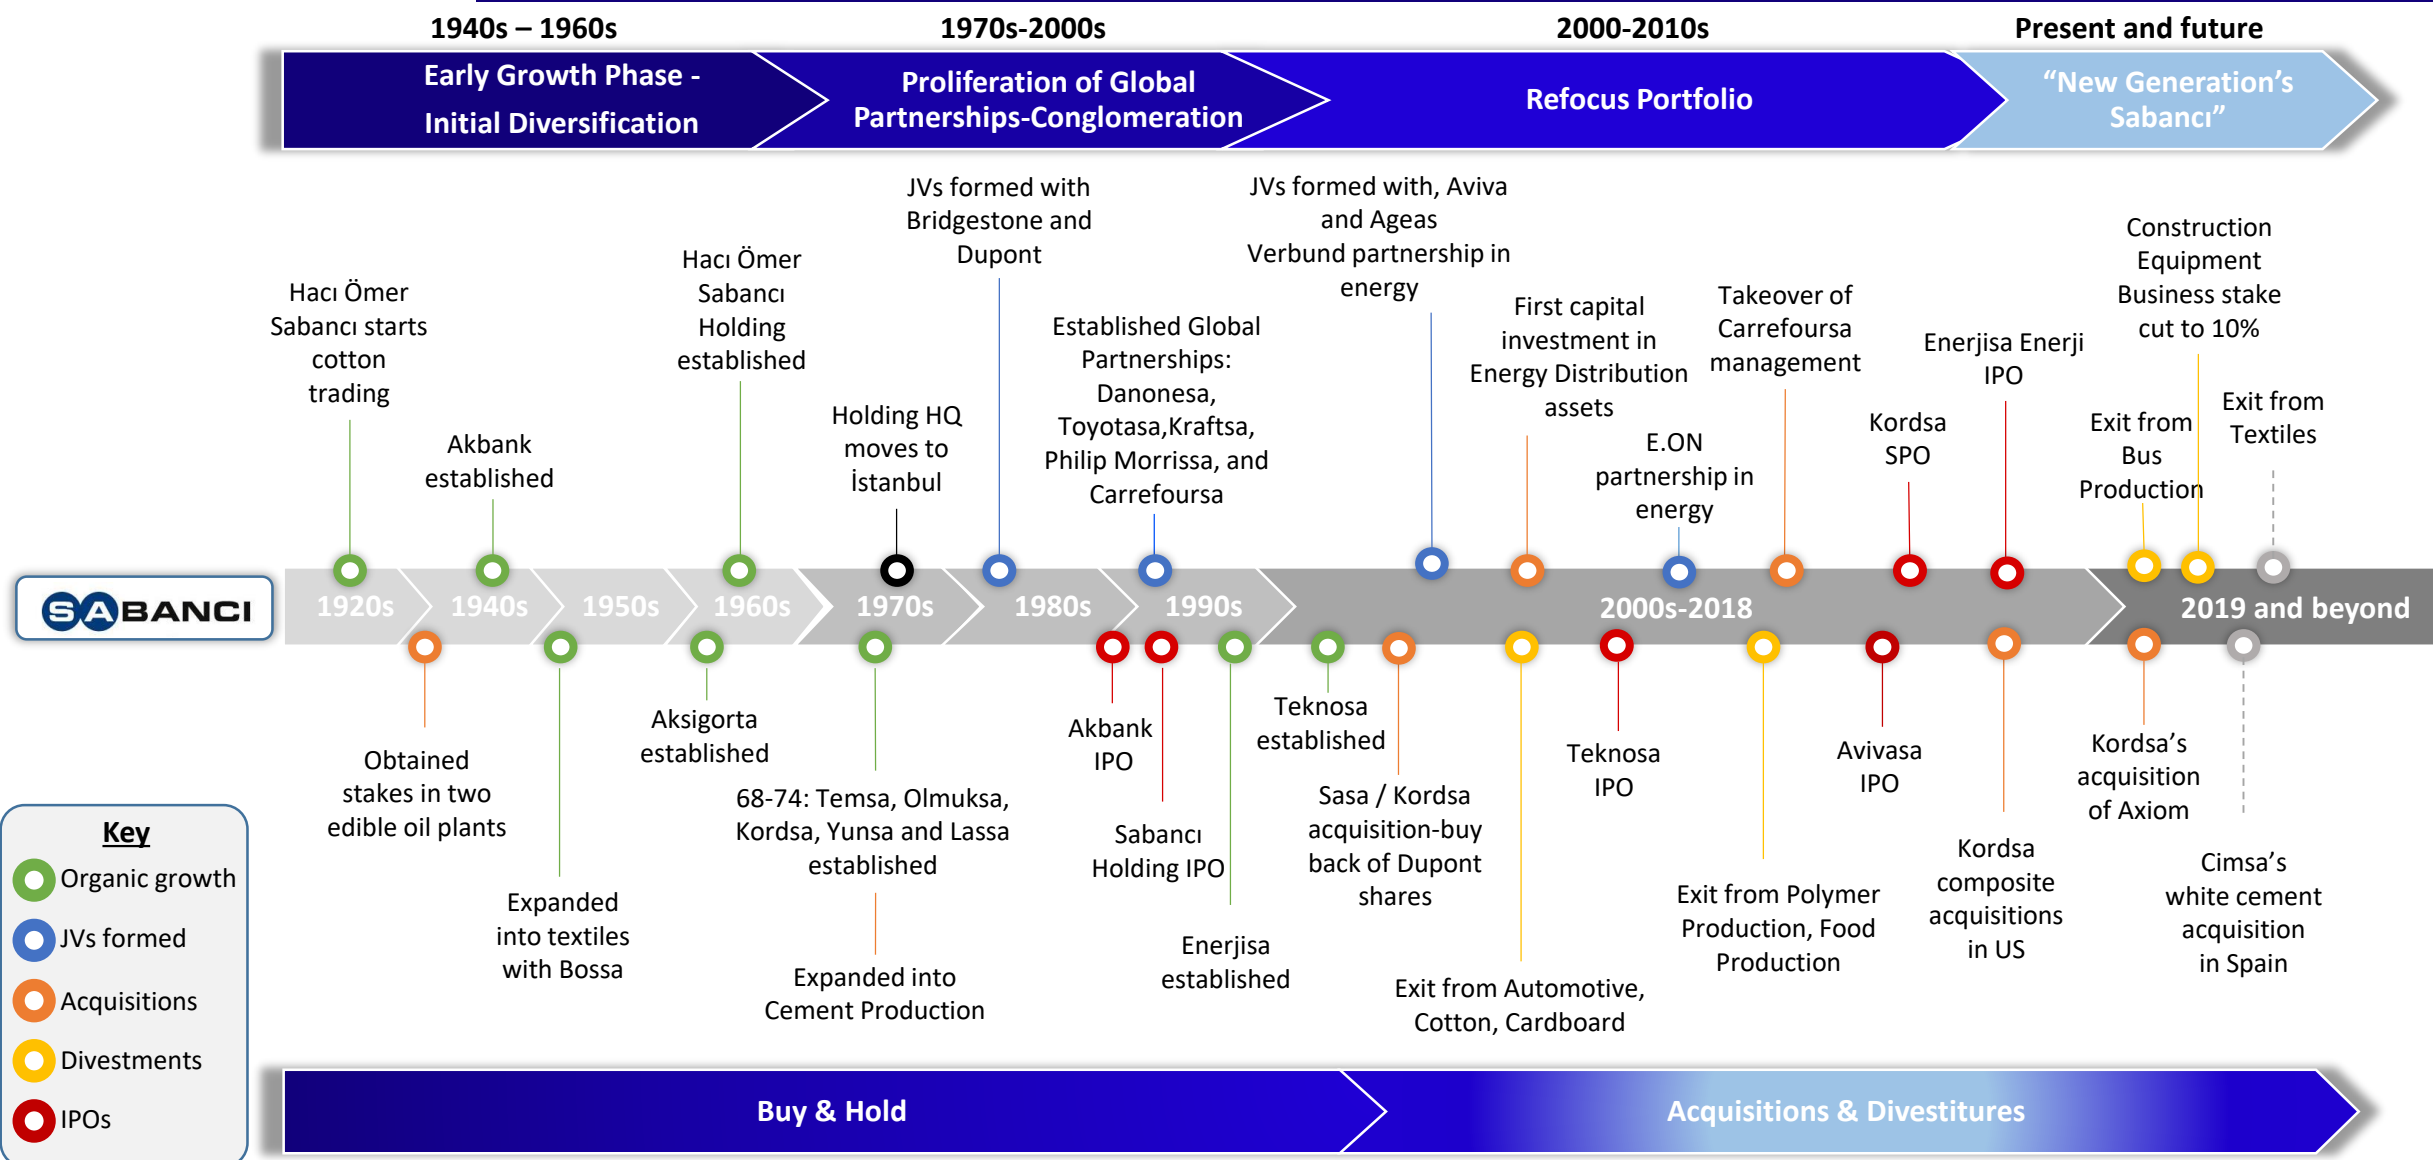 1940s – 1960s
1970s-2000s
2000-2010s
Present and future
Early Growth Phase -
Initial Diversification
Proliferation of Global
Partnerships-Conglomeration
Refocus Portfolio
“New Generation’s
Sabancı”
Hacı Ömer
Sabancı starts
cotton
trading
Akbank
established
Hacı Ömer
Sabancı
Holding
established
Holding HQ
moves to
İstanbul
JVs formed with
Bridgestone and
Dupont
Established Global
Partnerships:
Danonesa,
Toyotasa,Kraftsa,
Philip Morrissa, and
Carrefoursa
JVs formed with, Aviva
and Ageas
Verbund partnership in
energy
First capital
investment in
Energy Distribution
assets
E.ON
partnership in
energy
Takeover of
Carrefoursa
management
Kordsa
SPO
Enerjisa Enerji
IPO
Exit from
Bus
Production
Construction
Equipment
Business stake
cut to 10%
Exit from
Textiles
SABANCI
1920s
1940s
1950s
1960s
1970s
1980s
1990s
2000s-2018
2019 and beyond
Obtained
stakes in two
edible oil plants
Expanded
into textiles
with Bossa
Aksigorta
established
68-74: Temsa, Olmuksa,
Kordsa, Yunsa and Lassa
established
Expanded into
Cement Production
Akbank
IPO
Sabancı
Holding IPO
Enerjisa
established
Teknosa
established
Sasa / Kordsa
acquisition-buy
back of Dupont
shares
Exit from Automotive,
Cotton, Cardboard
Teknosa
IPO
Exit from Polymer
Production, Food
Production
Avivasa
IPO
Kordsa
composite
acquisitions
in US
Kordsa’s
acquisition
of Axiom
Cimsa’s
white cement
acquisition
in Spain
Key
Organic growth
JVs formed
Acquisitions
Divestments
IPOs
Buy & Hold
Acquisitions & Divestitures